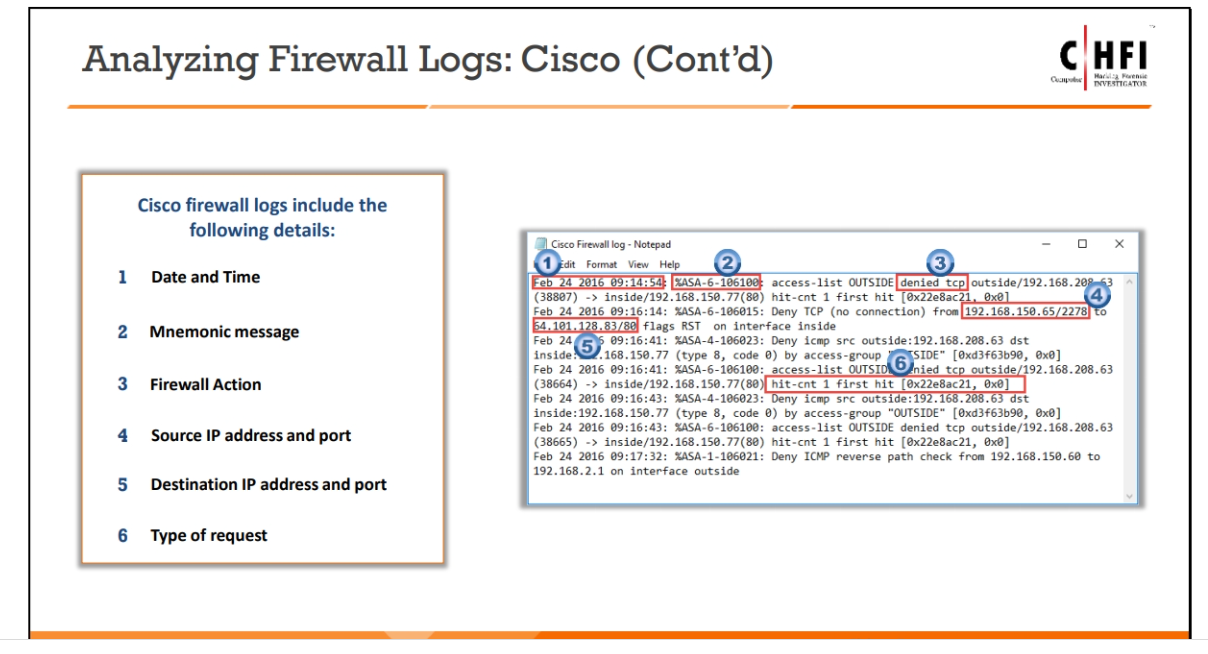 Analyzing Firewall Logs: Cisco (Cont'd)
C HFI
Computer Hacking Forensic
INVESTIGATOR
Cisco firewall logs include the
following details:
1 Date and Time
2 Mnemonic message
3 Firewall Action
4 Source IP address and port
5 Destination IP address and port
6 Type of request
Cisco Firewall log - Notepad
1 Edit Format View Help 2 3
Feb 24 2016 09:14:54: %ASA-6-106100: access-list OUTSIDE denied tcp outside/192.168.208.63
(38807) -> inside/192.168.150.77(80) hit-cnt 1 first hit [0x22e8ac21, 0x0] 4
Feb 24 2016 09:16:14: %ASA-6-106015: Deny TCP (no connection) from 192.168.150.65/2278 to
64.101.128.83/80 flags RST on interface inside
Feb 24 5 09:16:41: %ASA-4-106023: Deny icmp src outside:192.168.208.63 dst
inside: .168.150.77 (type 8, code 0) by access-group "OUTSIDE" [0xd3f63b90, 0x0]
Feb 24 2016 09:16:41: %ASA-6-106100: access-list OUTSIDE 6 denied tcp outside/192.168.208.63
(38664) -> inside/192.168.150.77(80) hit-cnt 1 first hit [0x22e8ac21, 0x0]
Feb 24 2016 09:16:43: %ASA-4-106023: Deny icmp src outside:192.168.208.63 dst
inside:192.168.150.77 (type 8, code 0) by access-group "OUTSIDE" [0xd3f63b90, 0x0]
Feb 24 2016 09:16:43: %ASA-6-106100: access-list OUTSIDE denied tcp outside/192.168.208.63
(38665) -> inside/192.168.150.77(80) hit-cnt 1 first hit [0x22e8ac21, 0x0]
Feb 24 2016 09:17:32: %ASA-1-106021: Deny ICMP reverse path check from 192.168.150.60 to
192.168.2.1 on interface outside